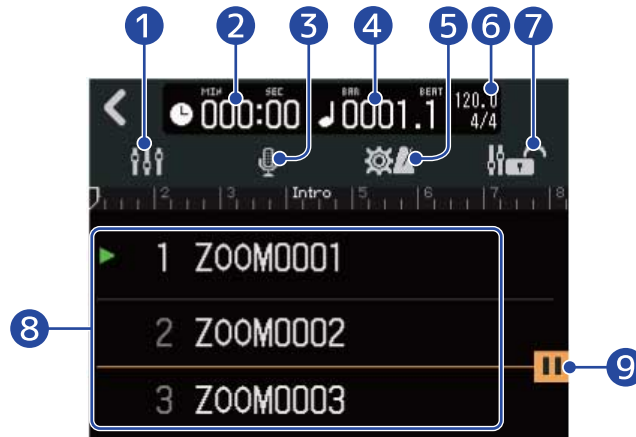 1 2 3 4 5 6 7
MIN SEC BAR BEAT
000:00 0001.1 120.0
4/4
2 3 Intro 5 6 7 8
1 ZOOM0001
8 2 ZOOM0002
9
3 ZOOM0003